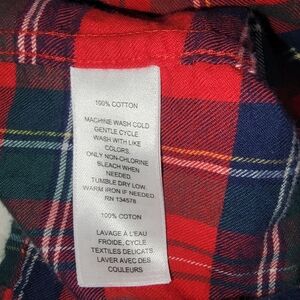 100% COTTON
MACHINE WASH COLD
GENTLE CYCLE
WASH WITH LIKE
COLORS.
ONLY NON-CHLORINE
BLEACH WHEN
NEEDED.
TUMBLE DRY LOW.
WARM IRON IF NEEDED.
RN 134578
100% COTON
LAVAGE À L'EAU
FROIDE, CYCLE
TEXTILES DELICATS.
LAVER AVEC DES
COULEURS